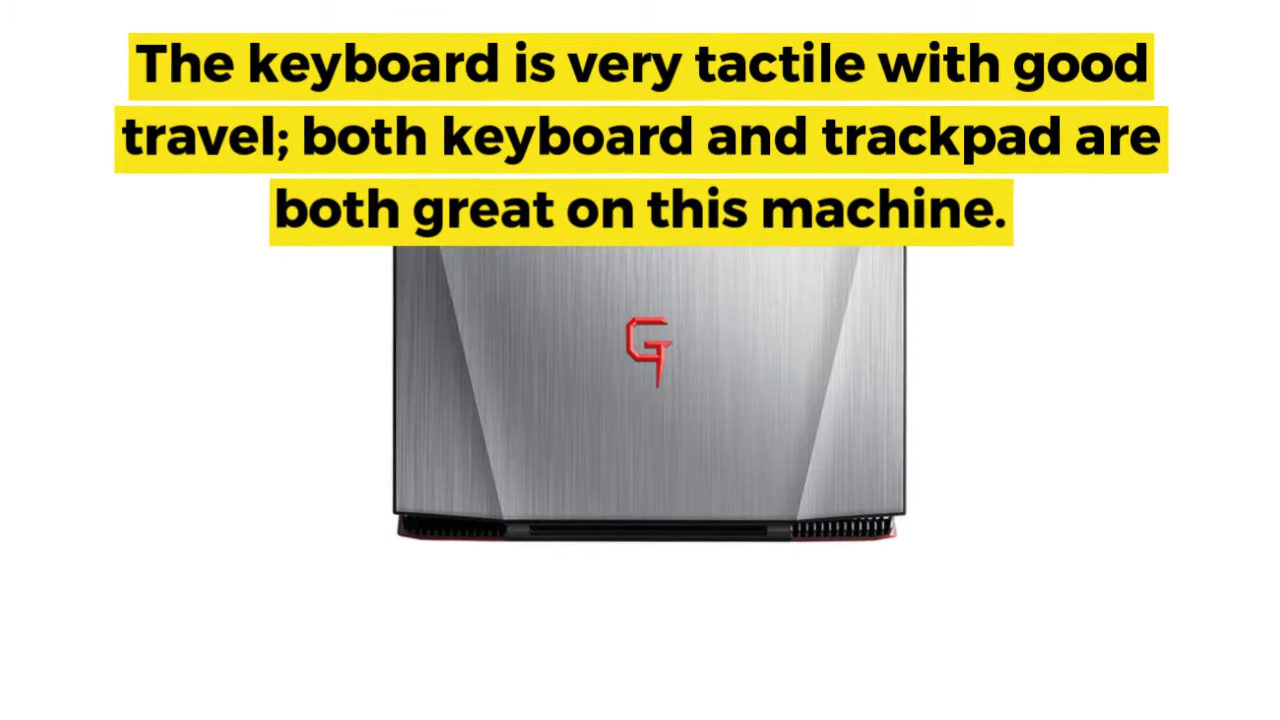 The keyboard is very tactile with good
travel; both keyboard and trackpad are
both great on this machine.